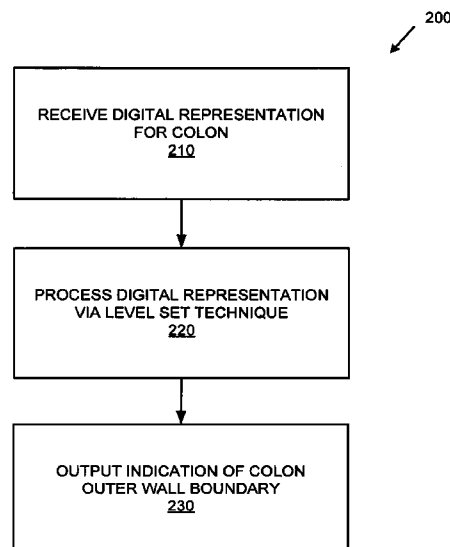 200
RECEIVE DIGITAL REPRESENTATION
FOR COLON
210
PROCESS DIGITAL REPRESENTATION
VIA LEVEL SET TECHNIQUE
220
OUTPUT INDICATION OF COLON
OUTER WALL BOUNDARY
230